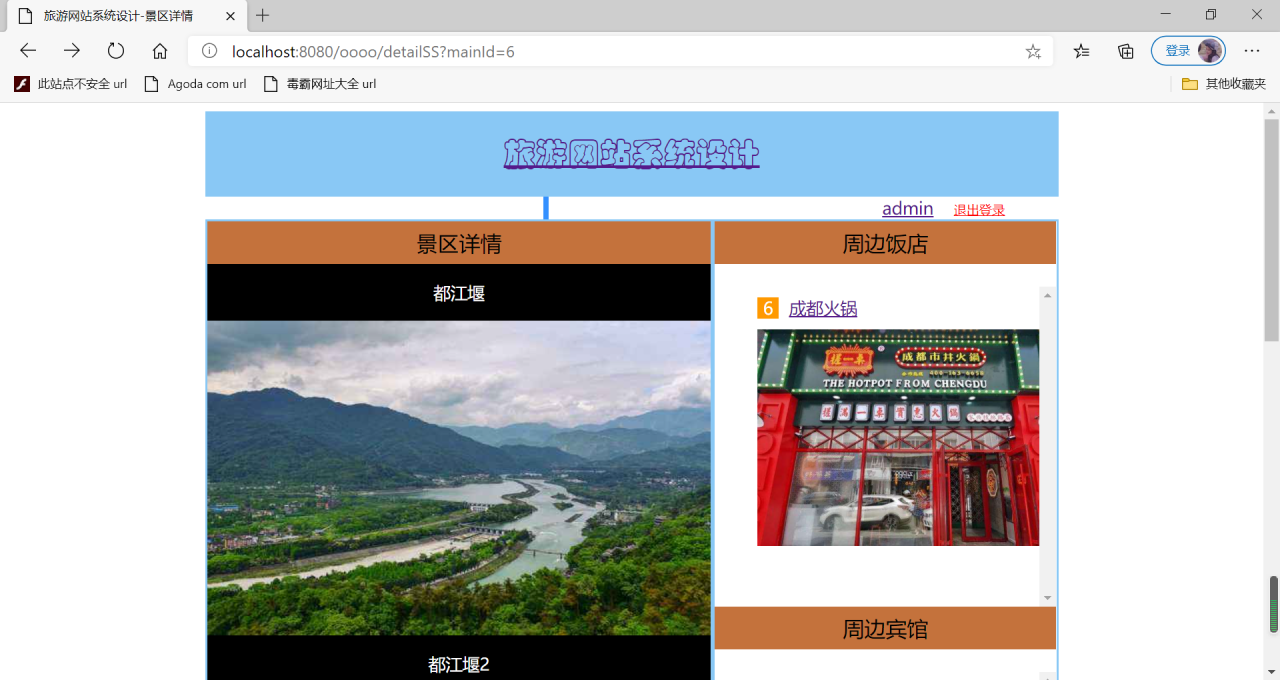 旅游网站系统设计-景区详情
localhost:8080/oooo/detailSS?mainId=6
登录
此站点不安全 url
Agoda com url
毒霸网址大全 url
其他收藏夹
旅游网站系统设计
admin 退出登录
景区详情
都江堰
都江堰2
周边饭店
6 成都火锅
成都市井火鍋
THE HOTPOT FROM CHENGDU
周边宾馆